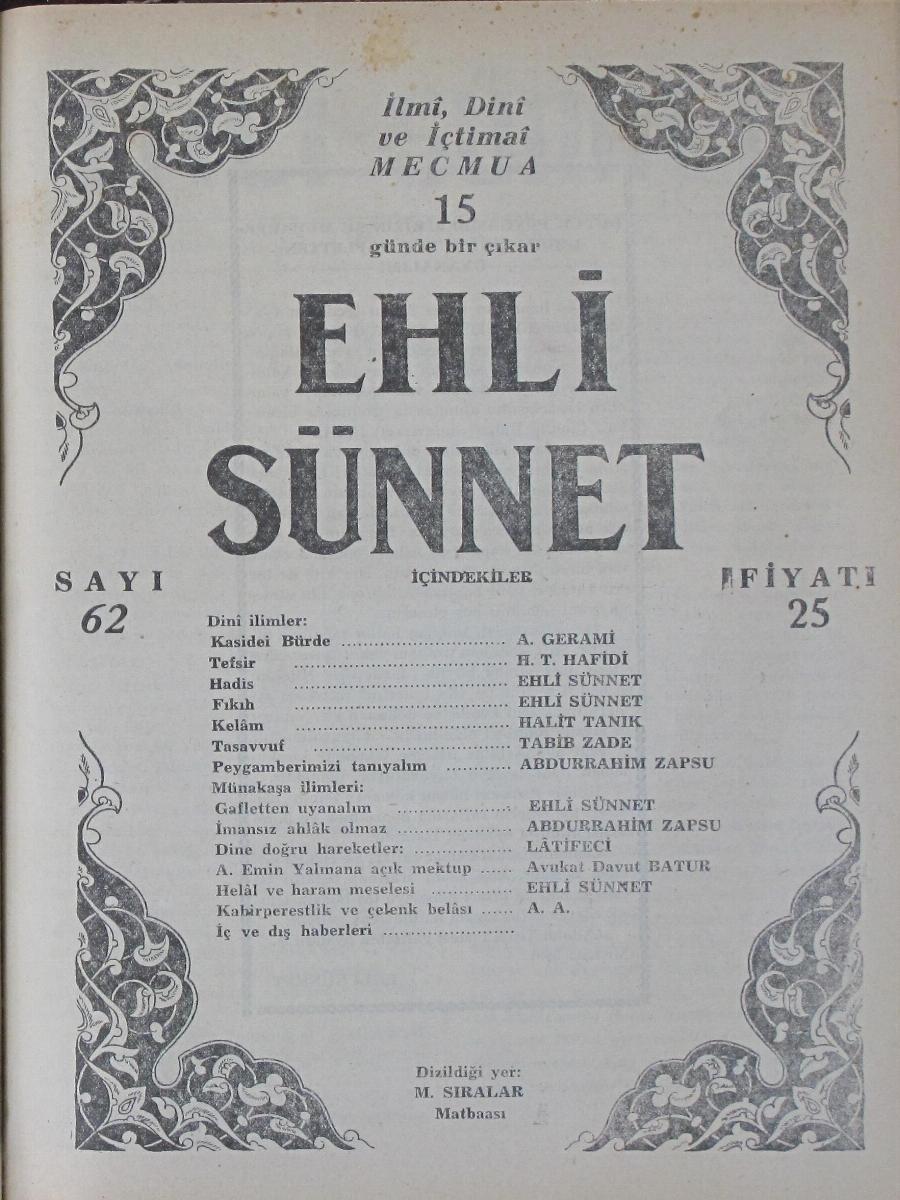 İlmî, Dinî
ve İçtimaî
MECMUA
15
günde bir çıkar
EHLİ
SÜNNET
SAYI
62
İÇİNDEKİLER
FİYATI
25
Dinî ilimler:
Kasidei Bürde ............................ A. GERAMİ
Tefsir .................................... H. T. HAFİDİ
Hadis .................................... EHLİ SÜNNET
Fıkıh .................................... EHLİ SÜNNET
Kelâm .................................... HALİT TANIK
Tasavvuf ................................. TABİB ZADE
Peygamberimizi tanıyalım ........... ABDURRAHİM ZAPSU
Münakaşa ilimleri:
Gafletten uyanalım ................... EHLİ SÜNNET
İmansız ahlâk olmaz ................... ABDURRAHİM ZAPSU
Dine doğru hareketler: ................. LÂTİFECİ
A. Emin Yalmana açık mektup ...... Avukat Davut BATUR
Helâl ve haram meselesi .............. EHLİ SÜNNET
Kabirperestlik ve çelenk belâsı ...... A. A.
İç ve dış haberleri ......................
Dizildiği yer:
M. SIRALAR
Matbaası